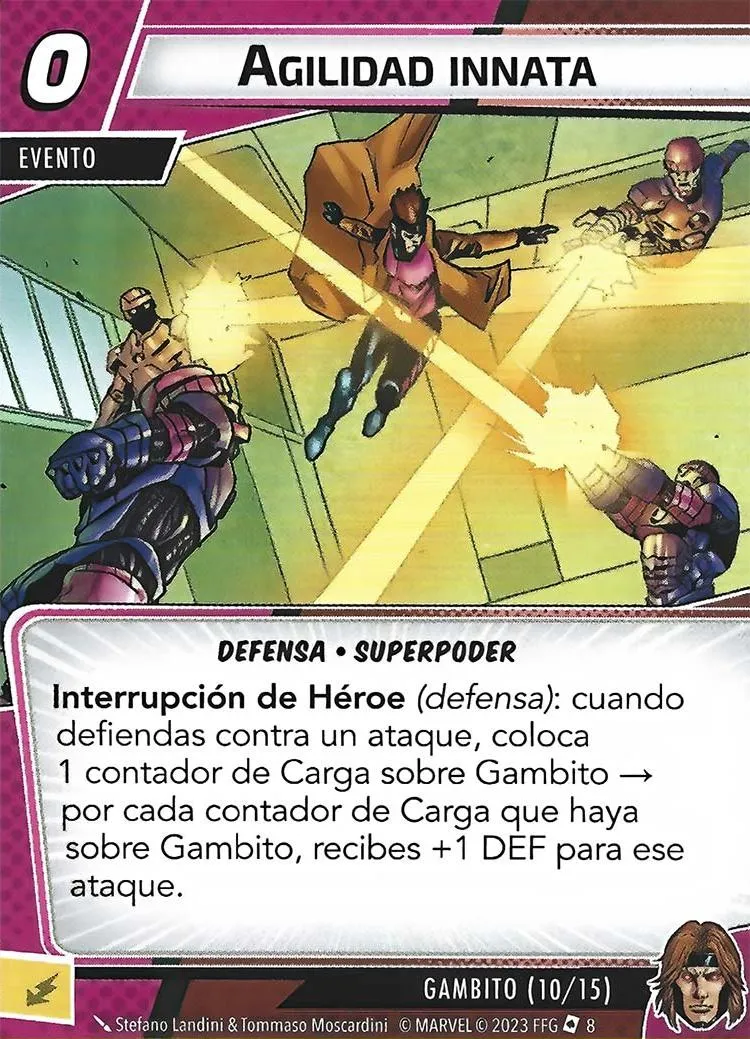 0
AGILIDAD INNATA
EVENTO
DEFENSA • SUPERPODER
Interrupción de Héroe (defensa): cuando
defiendas contra un ataque, coloca
1 contador de Carga sobre Gambito →
por cada contador de Carga que haya
sobre Gambito, recibes +1 DEF para ese
ataque.
GAMBITO (10/15)
Stefano Landini & Tommaso Moscardini © MARVEL © 2023 FFG 8